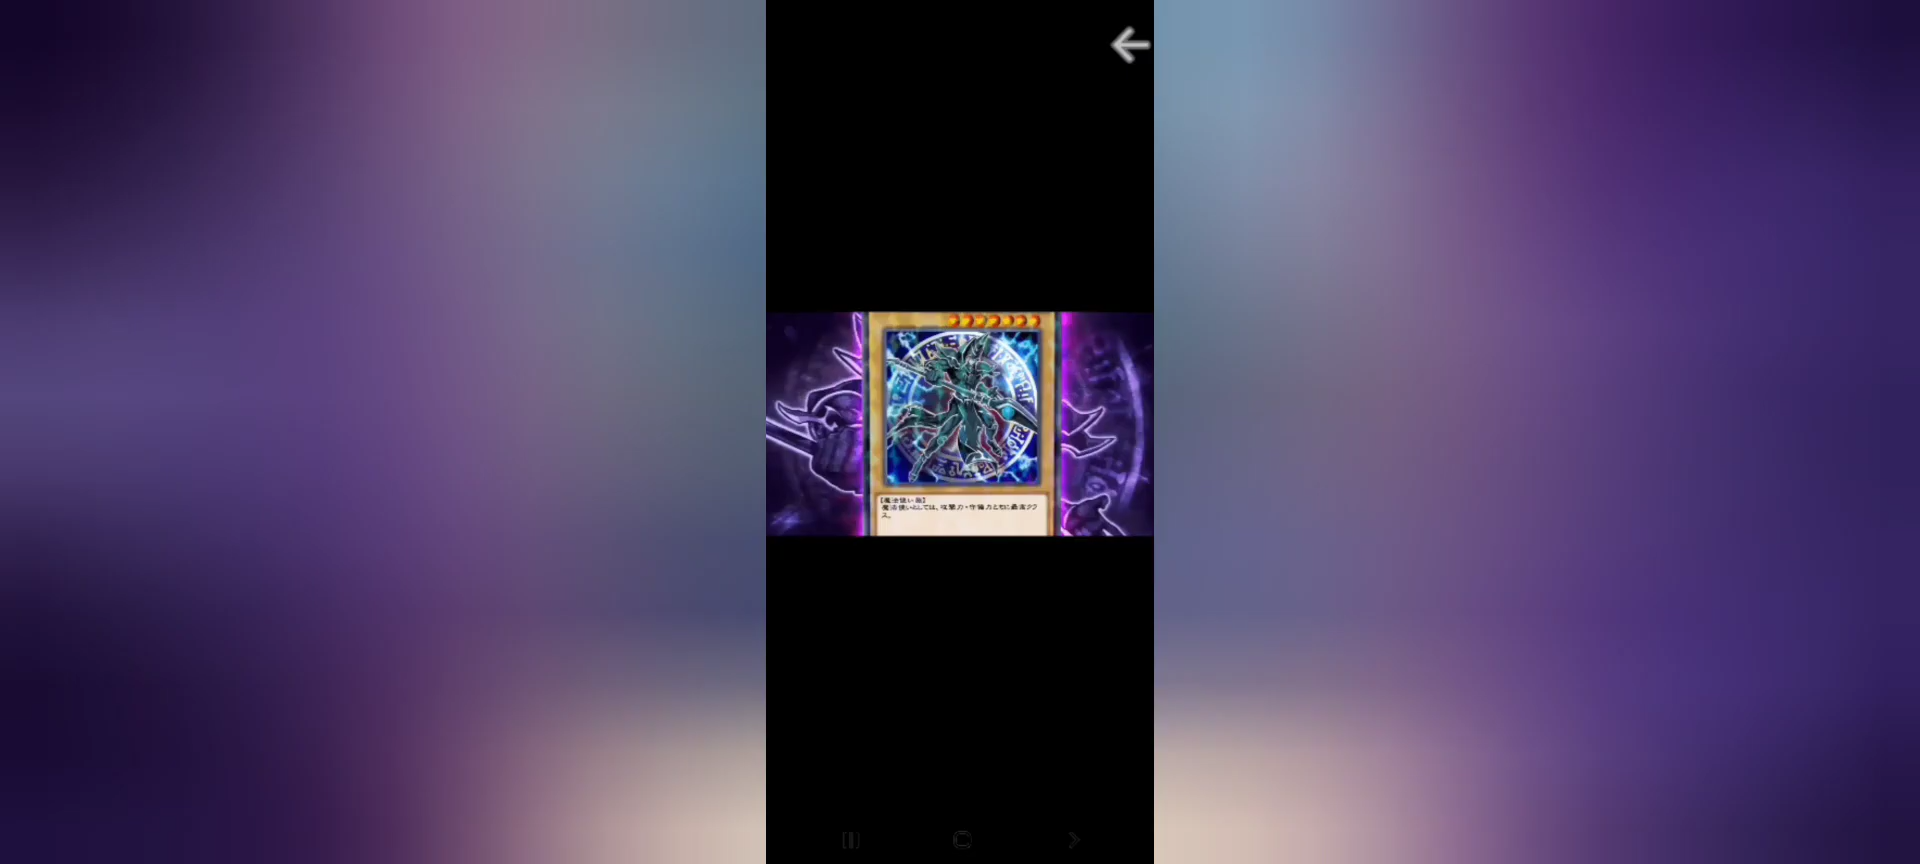 【魔法使い族】
魔法使いとしては、攻撃力・守備力ともに最高クラ
ス。